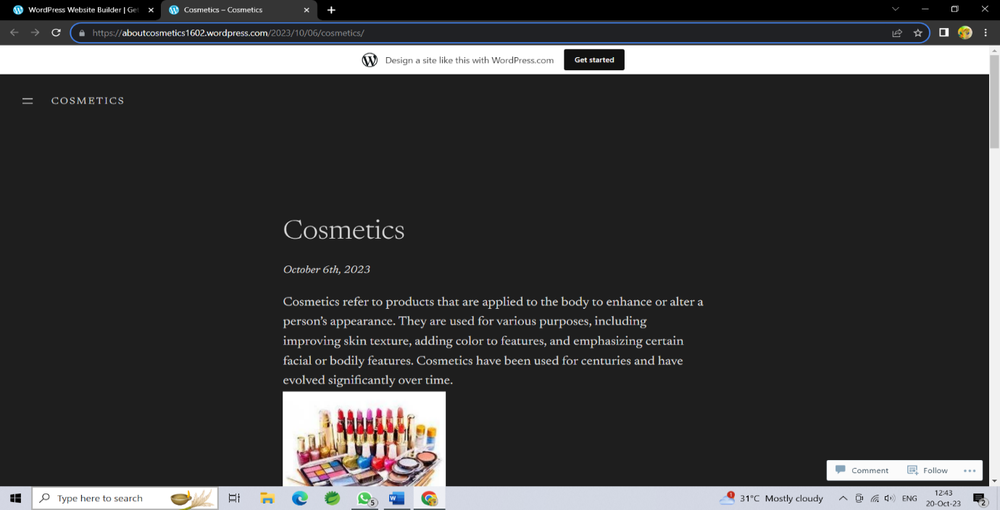 WordPress Website Builder | Get
Cosmetics – Cosmetics
https://aboutcosmetics1602.wordpress.com/2023/10/06/cosmetics/
Design a site like this with WordPress.com
Get started
COSMETICS
Cosmetics
October 6th, 2023
Cosmetics refer to products that are applied to the body to enhance or alter a
person’s appearance. They are used for various purposes, including
improving skin texture, adding color to features, and emphasizing certain
facial or bodily features. Cosmetics have been used for centuries and have
evolved significantly over time.
Comment
Follow
Type here to search
5
1
31°C Mostly cloudy
ENG
12:43
20-Oct-23
2